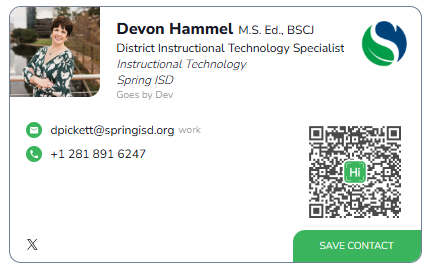 Devon Hammel M.S. Ed., BSCJ
District Instructional Technology Specialist
Instructional Technology
Spring ISD
Goes by Dev
dpickett@springisd.org work
+1 281 891 6247
Hi
𝕏
SAVE CONTACT